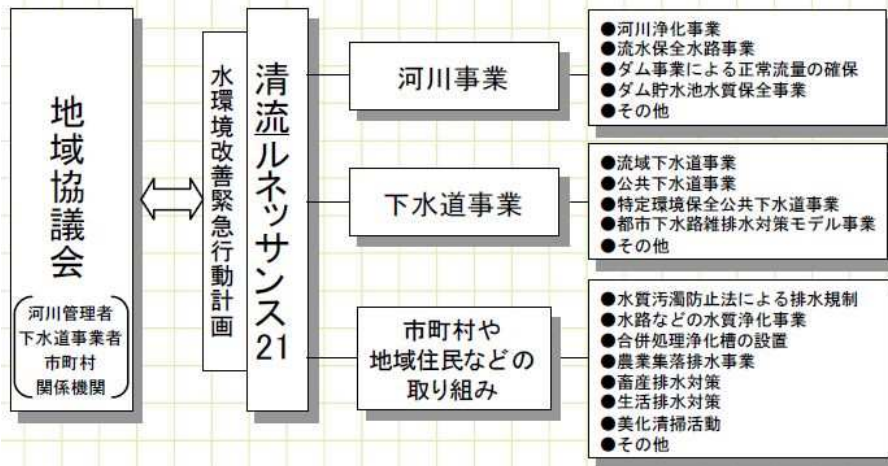 地域協議会
河川管理者
下水道事業者
市町村
関係機関
水環境改善緊急行動計画
清流ルネッサンス21
河川事業
●河川浄化事業
●流水保全水路事業
●ダム事業による正常流量の確保
●ダム貯水池水質保全事業
●その他
下水道事業
●流域下水道事業
●公共下水道事業
●特定環境保全公共下水道事業
●都市下水路雑排水対策モデル事業
●その他
市町村や
地域住民などの
取り組み
●水質汚濁防止法による排水規制
●水路などの水質浄化事業
●合併処理浄化槽の設置
●農業集落排水事業
●畜産排水対策
●生活排水対策
●美化清掃活動
●その他